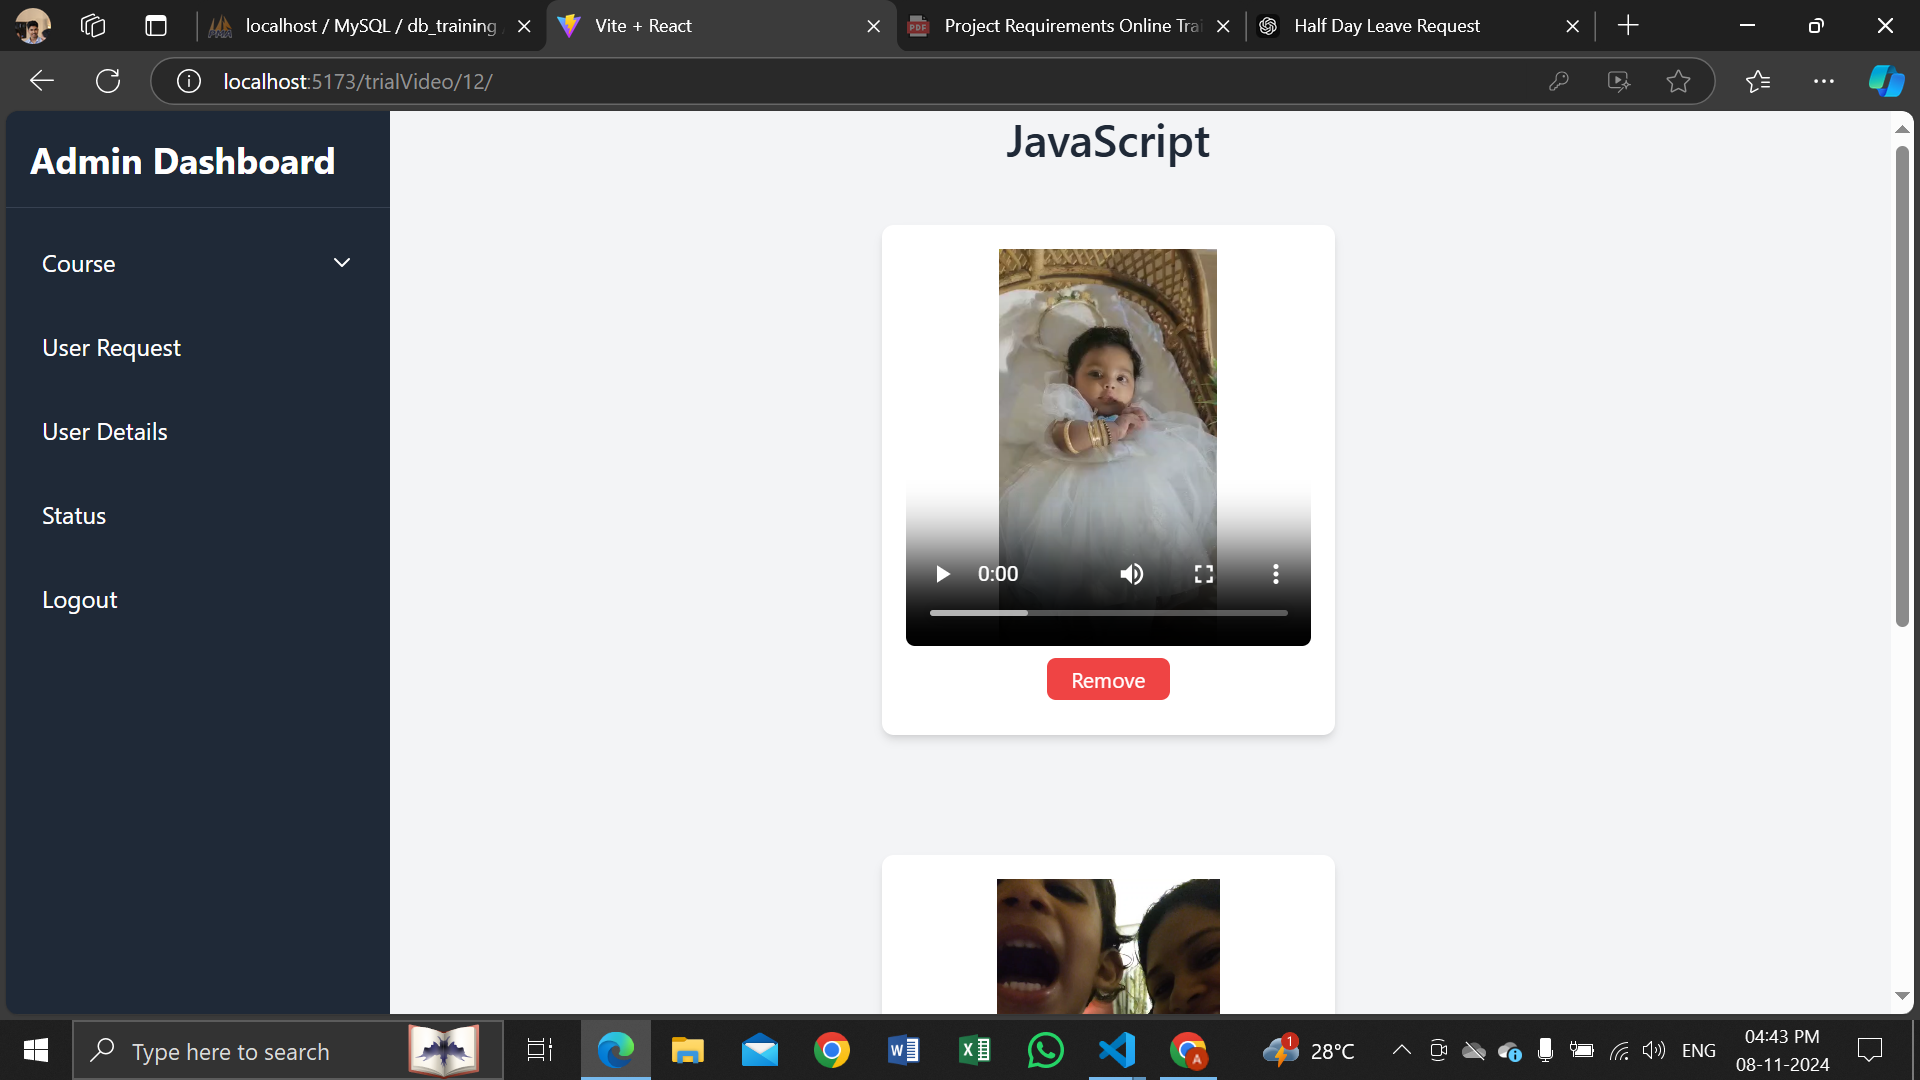 localhost / MySQL / db_training
Vite + React
Project Requirements Online Trai
Half Day Leave Request
localhost:5173/trialVideo/12/
Admin Dashboard
JavaScript
Course
User Request
User Details
Status
Logout
0:00
Remove
Type here to search
1
28°C
ENG
04:43 PM
08-11-2024